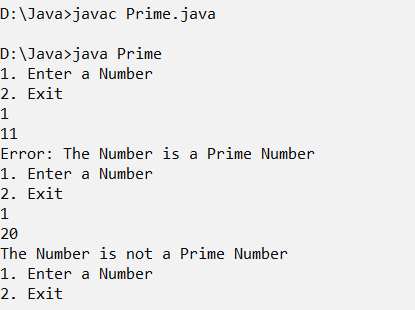 D:\Java>javac Prime.java
D:\Java>java Prime
1. Enter a Number
2. Exit
1
11
Error: The Number is a Prime Number
1. Enter a Number
2. Exit
1
20
The Number is not a Prime Number
1. Enter a Number
2. Exit